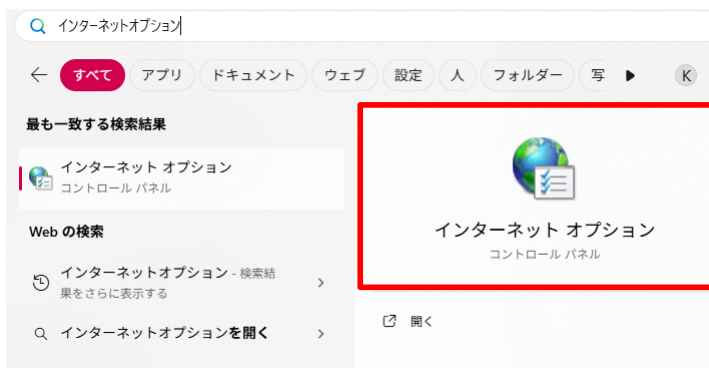 インターネットオプション
すべて アプリ ドキュメント ウェブ 設定 人 フォルダー 写 K
最も一致する検索結果
インターネット オプション
コントロール パネル
Web の検索
インターネットオプション - 検索結
果をさらに表示する
インターネットオプションを開く
インターネット オプション
コントロール パネル
開く